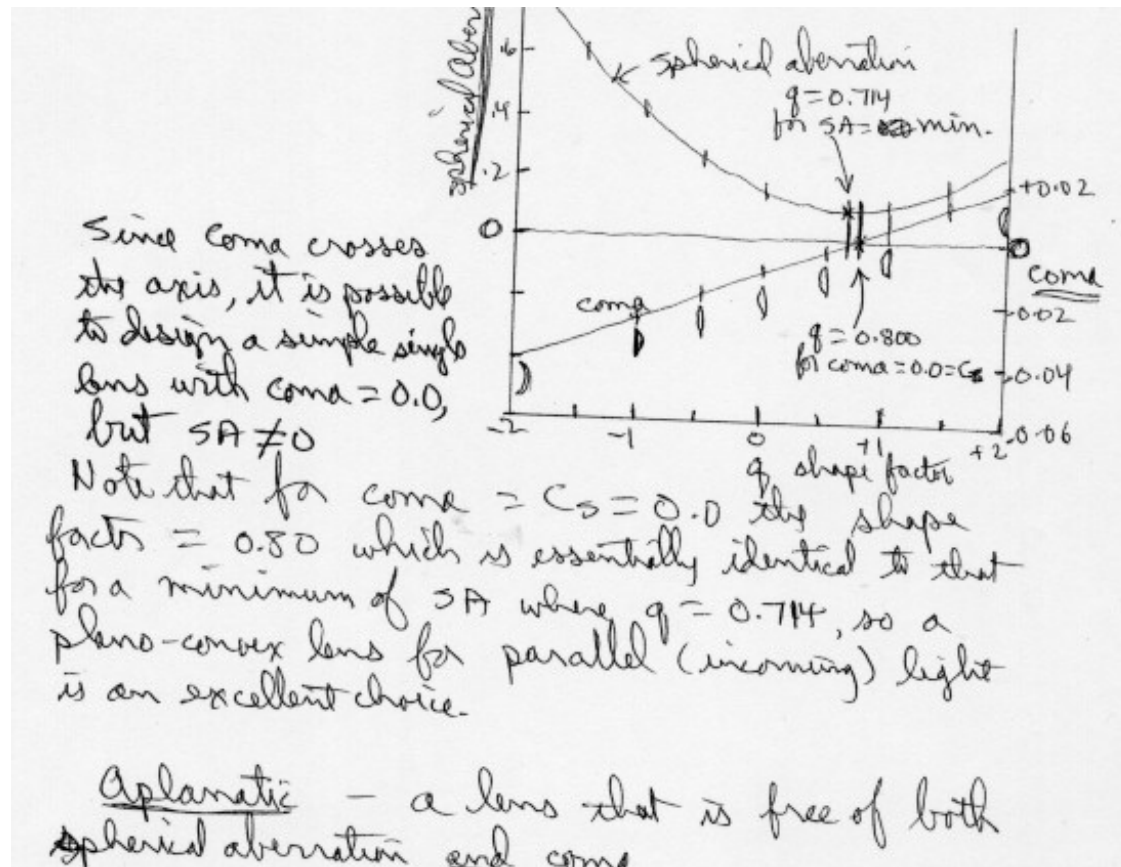 .6
.4
.2
0
spherical Aber
spherical aberration
q = 0.714
for SA = min.
+0.02
0
coma
-0.02
-0.04
-0.06
coma
q = 0.800
for coma = 0.0 = Cs
-2 -1 0 +1 +2
q shape factor
Since coma crosses
the axis, it is possible
to design a simple single
lens with coma = 0.0,
but SA ≠ 0
Note that for coma = Cs = 0.0 the shape
factor = 0.80 which is essentially identical to that
for a minimum of SA where q = 0.714, so a
plano-convex lens for parallel (incoming) light
is an excellent choice.
Aplanatic – a lens that is free of both
spherical aberration and coma